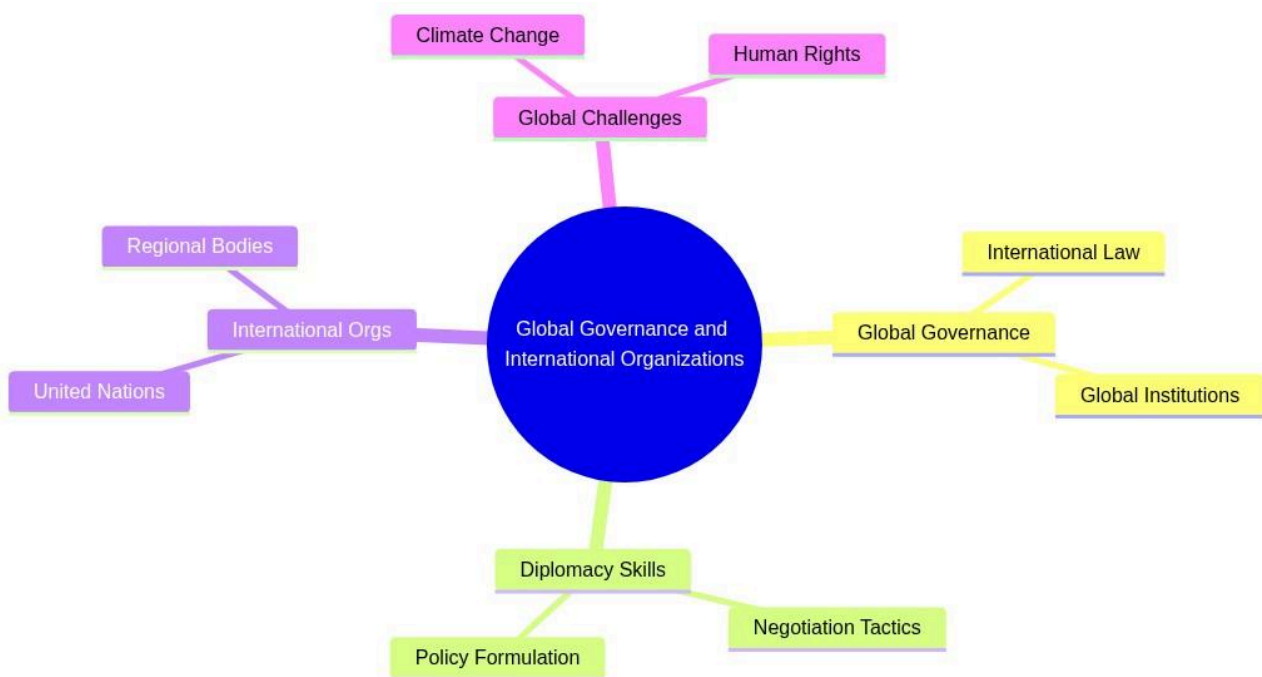 Climate Change
Human Rights
Global Challenges
Regional Bodies
International Law
International Orgs
Global Governance and
International Organizations
Global Governance
United Nations
Global Institutions
Diplomacy Skills
Negotiation Tactics
Policy Formulation